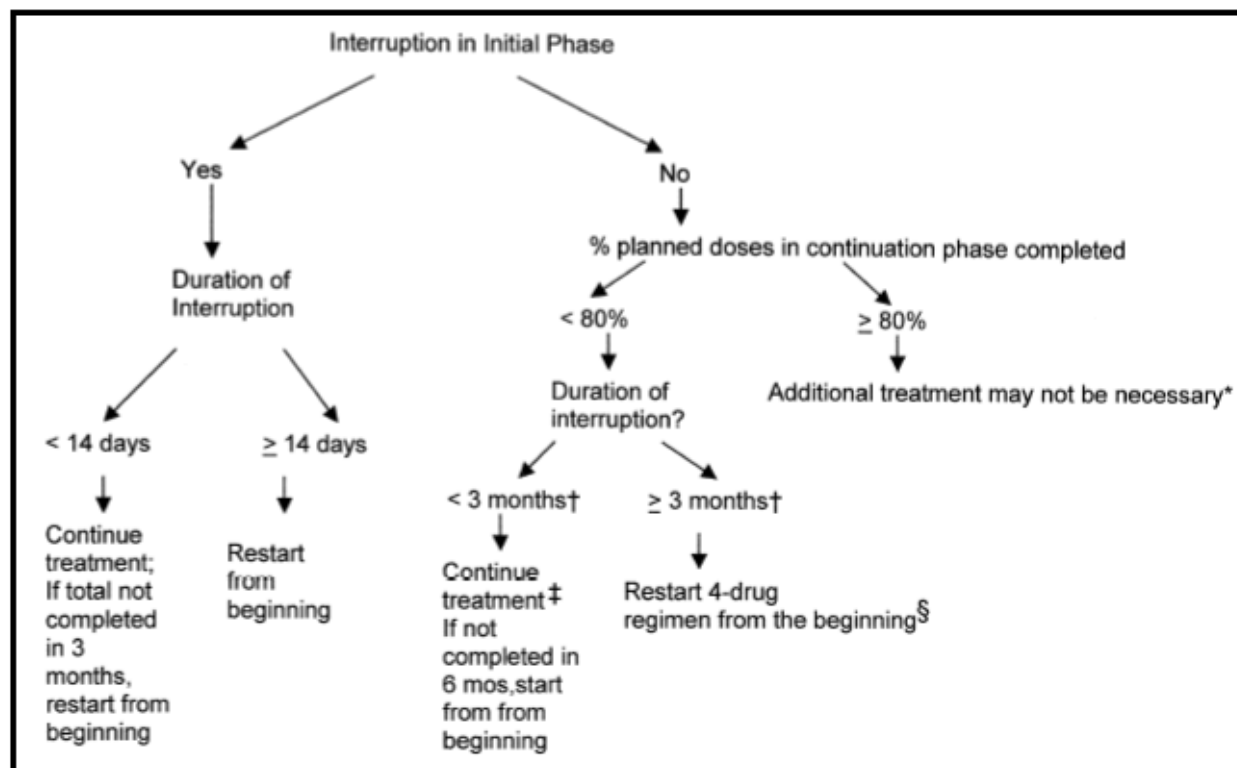 Interruption in Initial Phase
Yes
No
% planned doses in continuation phase completed
Duration of
Interruption
< 80%
≥ 80%
Duration of
interruption?
Additional treatment may not be necessary*
< 14 days
≥ 14 days
< 3 months†
≥ 3 months†
Continue
treatment;
If total not
completed
in 3
months,
restart from
beginning
Restart
from
beginning
Continue
treatment‡
If not
completed in
6 mos,start
from from
beginning
Restart 4-drug
regimen from the beginning§